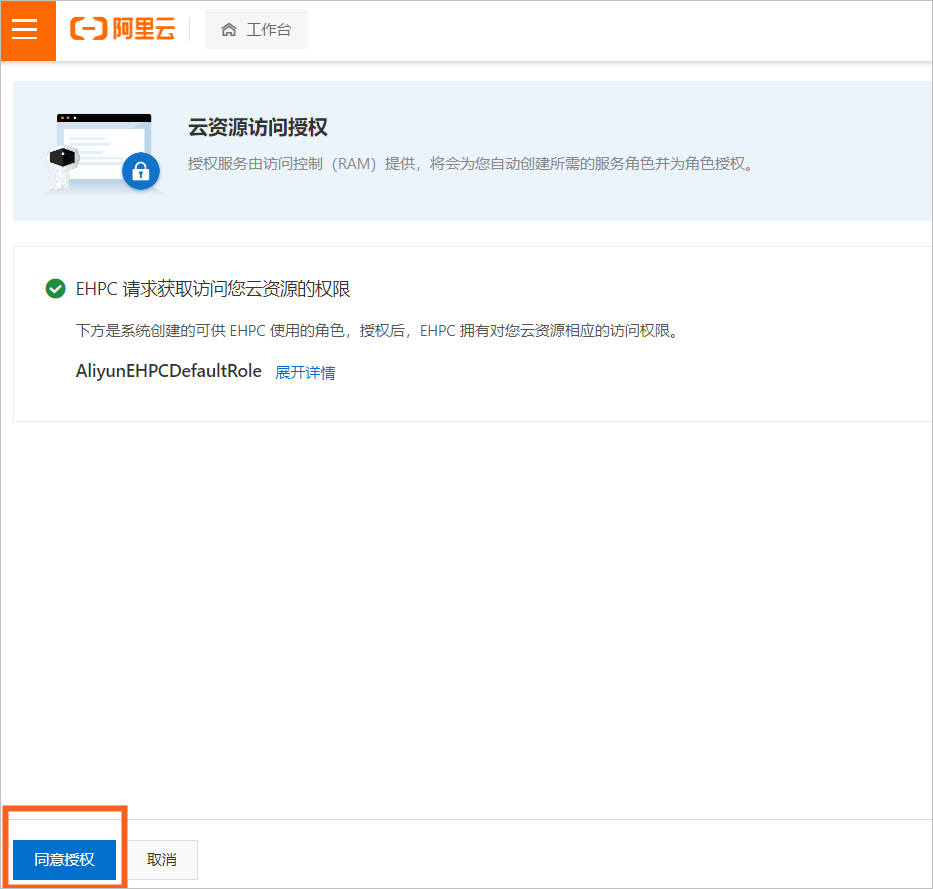 阿里云
工作台
云资源访问授权
授权服务由访问控制（RAM）提供，将会为您自动创建所需的服务角色并为角色授权。
EHPC 请求获取访问您云资源的权限
下方是系统创建的可供 EHPC 使用的角色，授权后，EHPC 拥有对您云资源相应的访问权限。
AliyunEHPCDefaultRole 展开详情
同意授权 取消